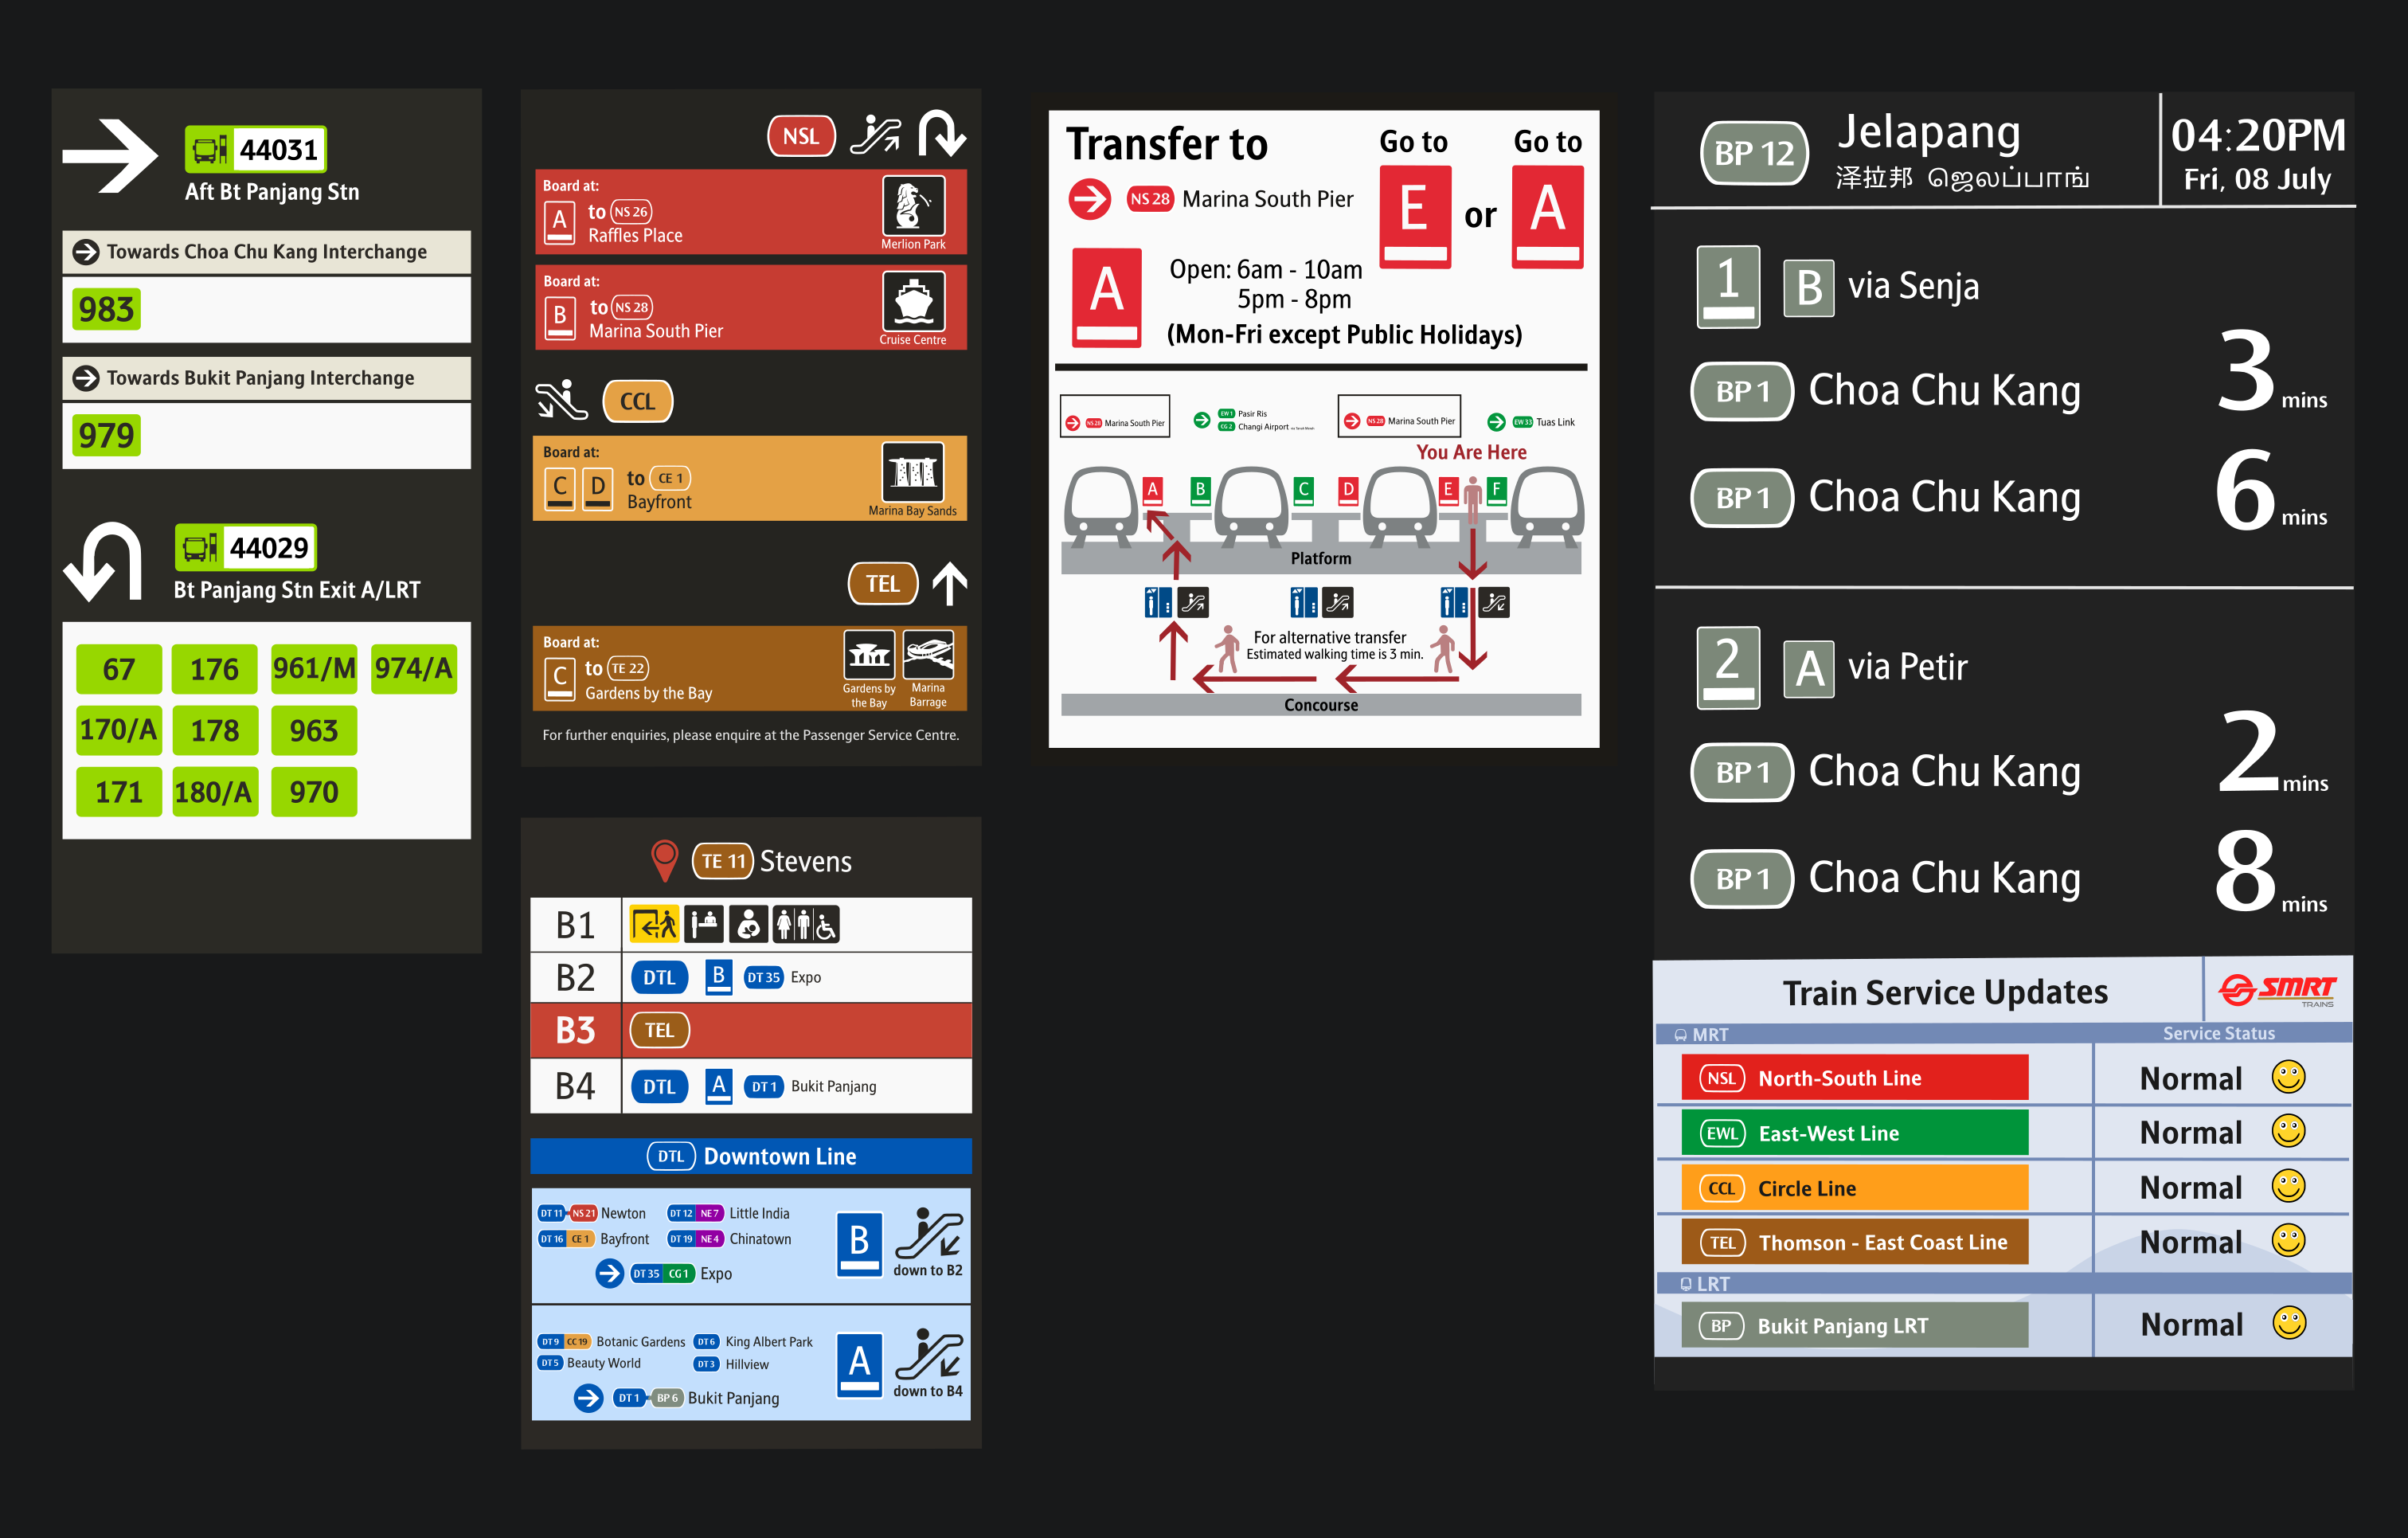 44031
Aft Bt Panjang Stn
Towards Choa Chu Kang Interchange
983
Towards Bukit Panjang Interchange
979
44029
Bt Panjang Stn Exit A/LRT
67 176 961/M 974/A
170/A 178 963
171 180/A 970
NSL
Board at:
A to NS 26
Raffles Place
Merlion Park
Board at:
B to NS 28
Marina South Pier
Cruise Centre
CCL
Board at:
C D to CE 1
Bayfront
Marina Bay Sands
TEL
Board at:
C to TE 22
Gardens by the Bay
Gardens by
the Bay
Marina
Barrage
For further enquiries, please enquire at the Passenger Service Centre.
TE 11 Stevens
B1
B2 DTL B DT 35 Expo
B3 TEL
B4 DTL A DT 1 Bukit Panjang
DTL Downtown Line
DT 11 NS 21 Newton DT 12 NE 7 Little India
DT 16 CE 1 Bayfront DT 19 NE 4 Chinatown
DT 35 CG 1 Expo
B
down to B2
DT 9 CC 19 Botanic Gardens DT 6 King Albert Park
DT 5 Beauty World DT 3 Hillview
DT 1 BP 6 Bukit Panjang
A
down to B4
Transfer to
NS 28 Marina South Pier
Go to Go to
E or A
A
Open: 6am - 10am
5pm - 8pm
(Mon-Fri except Public Holidays)
NS 28 Marina South Pier
EW 1 Pasir Ris
CG 2 Changi Airport
NS 28 Marina South Pier
EW 33 Tuas Link
You Are Here
A B C D E F
Platform
For alternative transfer
Estimated walking time is 3 min.
Concourse
BP 12 Jelapang
泽拉邦 ஜெலப்பாங்
04:20PM
Fri, 08 July
1 B via Senja
BP 1 Choa Chu Kang 3 mins
BP 1 Choa Chu Kang 6 mins
2 A via Petir
BP 1 Choa Chu Kang 2 mins
BP 1 Choa Chu Kang 8 mins
Train Service Updates
SMRT
TRAINS
MRT Service Status
NSL North-South Line Normal
EWL East-West Line Normal
CCL Circle Line Normal
TEL Thomson - East Coast Line Normal
LRT
BP Bukit Panjang LRT Normal